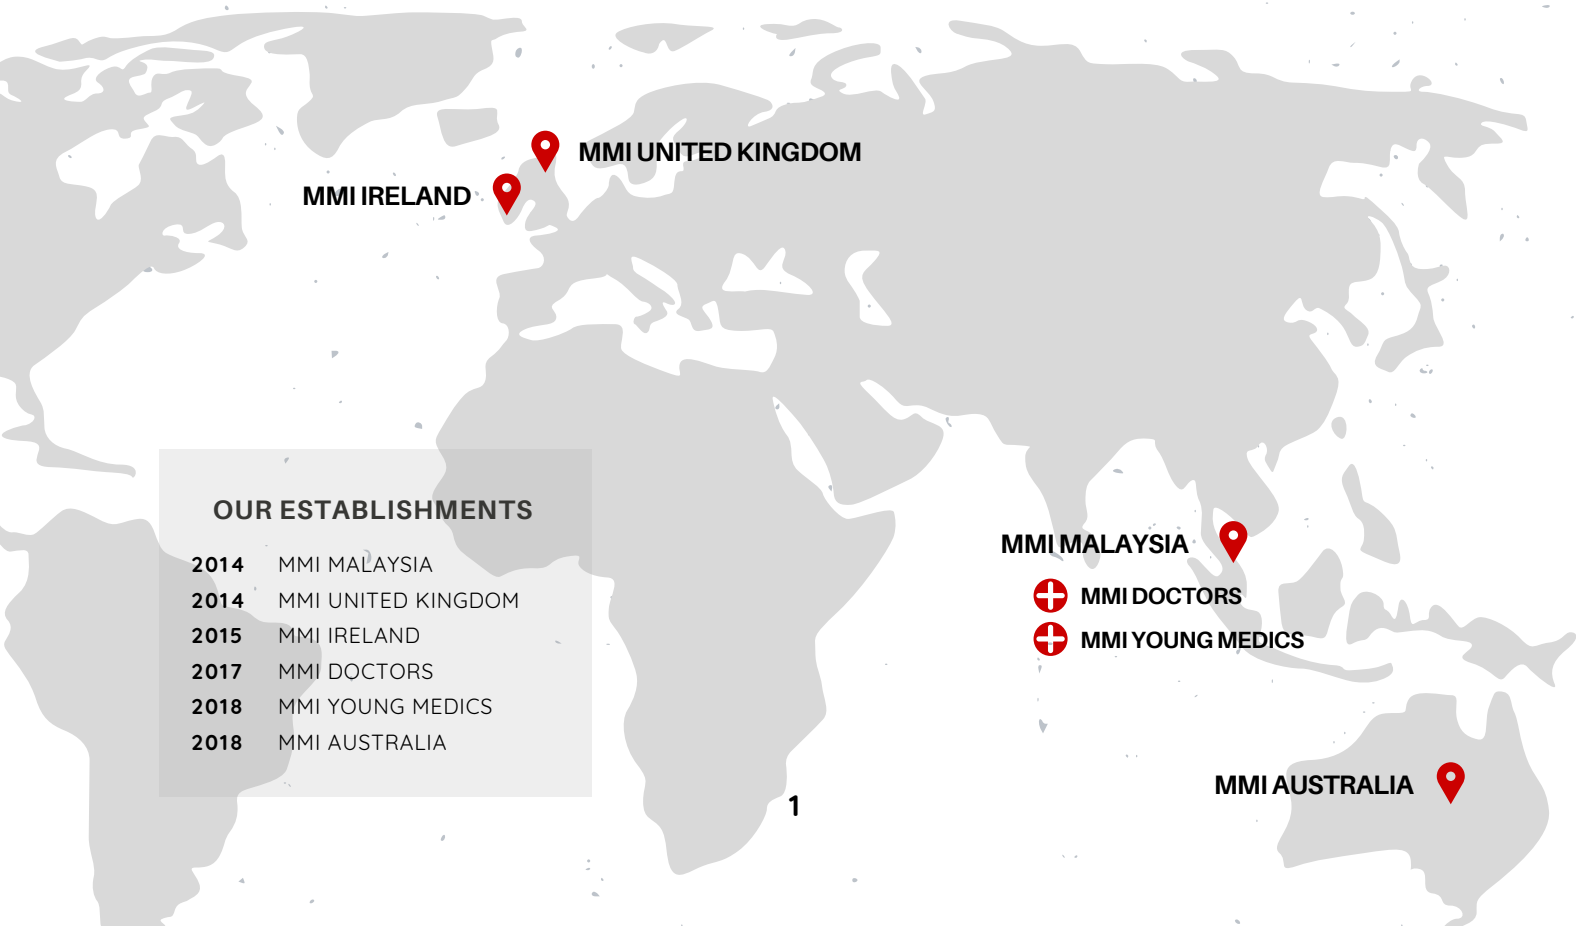 MMI UNITED KINGDOM
MMI IRELAND
OUR ESTABLISHMENTS
2014 MMI MALAYSIA
2014 MMI UNITED KINGDOM
2015 MMI IRELAND
2017 MMI DOCTORS
2018 MMI YOUNG MEDICS
2018 MMI AUSTRALIA
MMI MALAYSIA
MMI DOCTORS
MMI YOUNG MEDICS
MMI AUSTRALIA
1